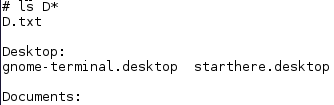 # ls D*
D.txt
Desktop:
gnome-terminal.desktop  starthere.desktop
Documents: